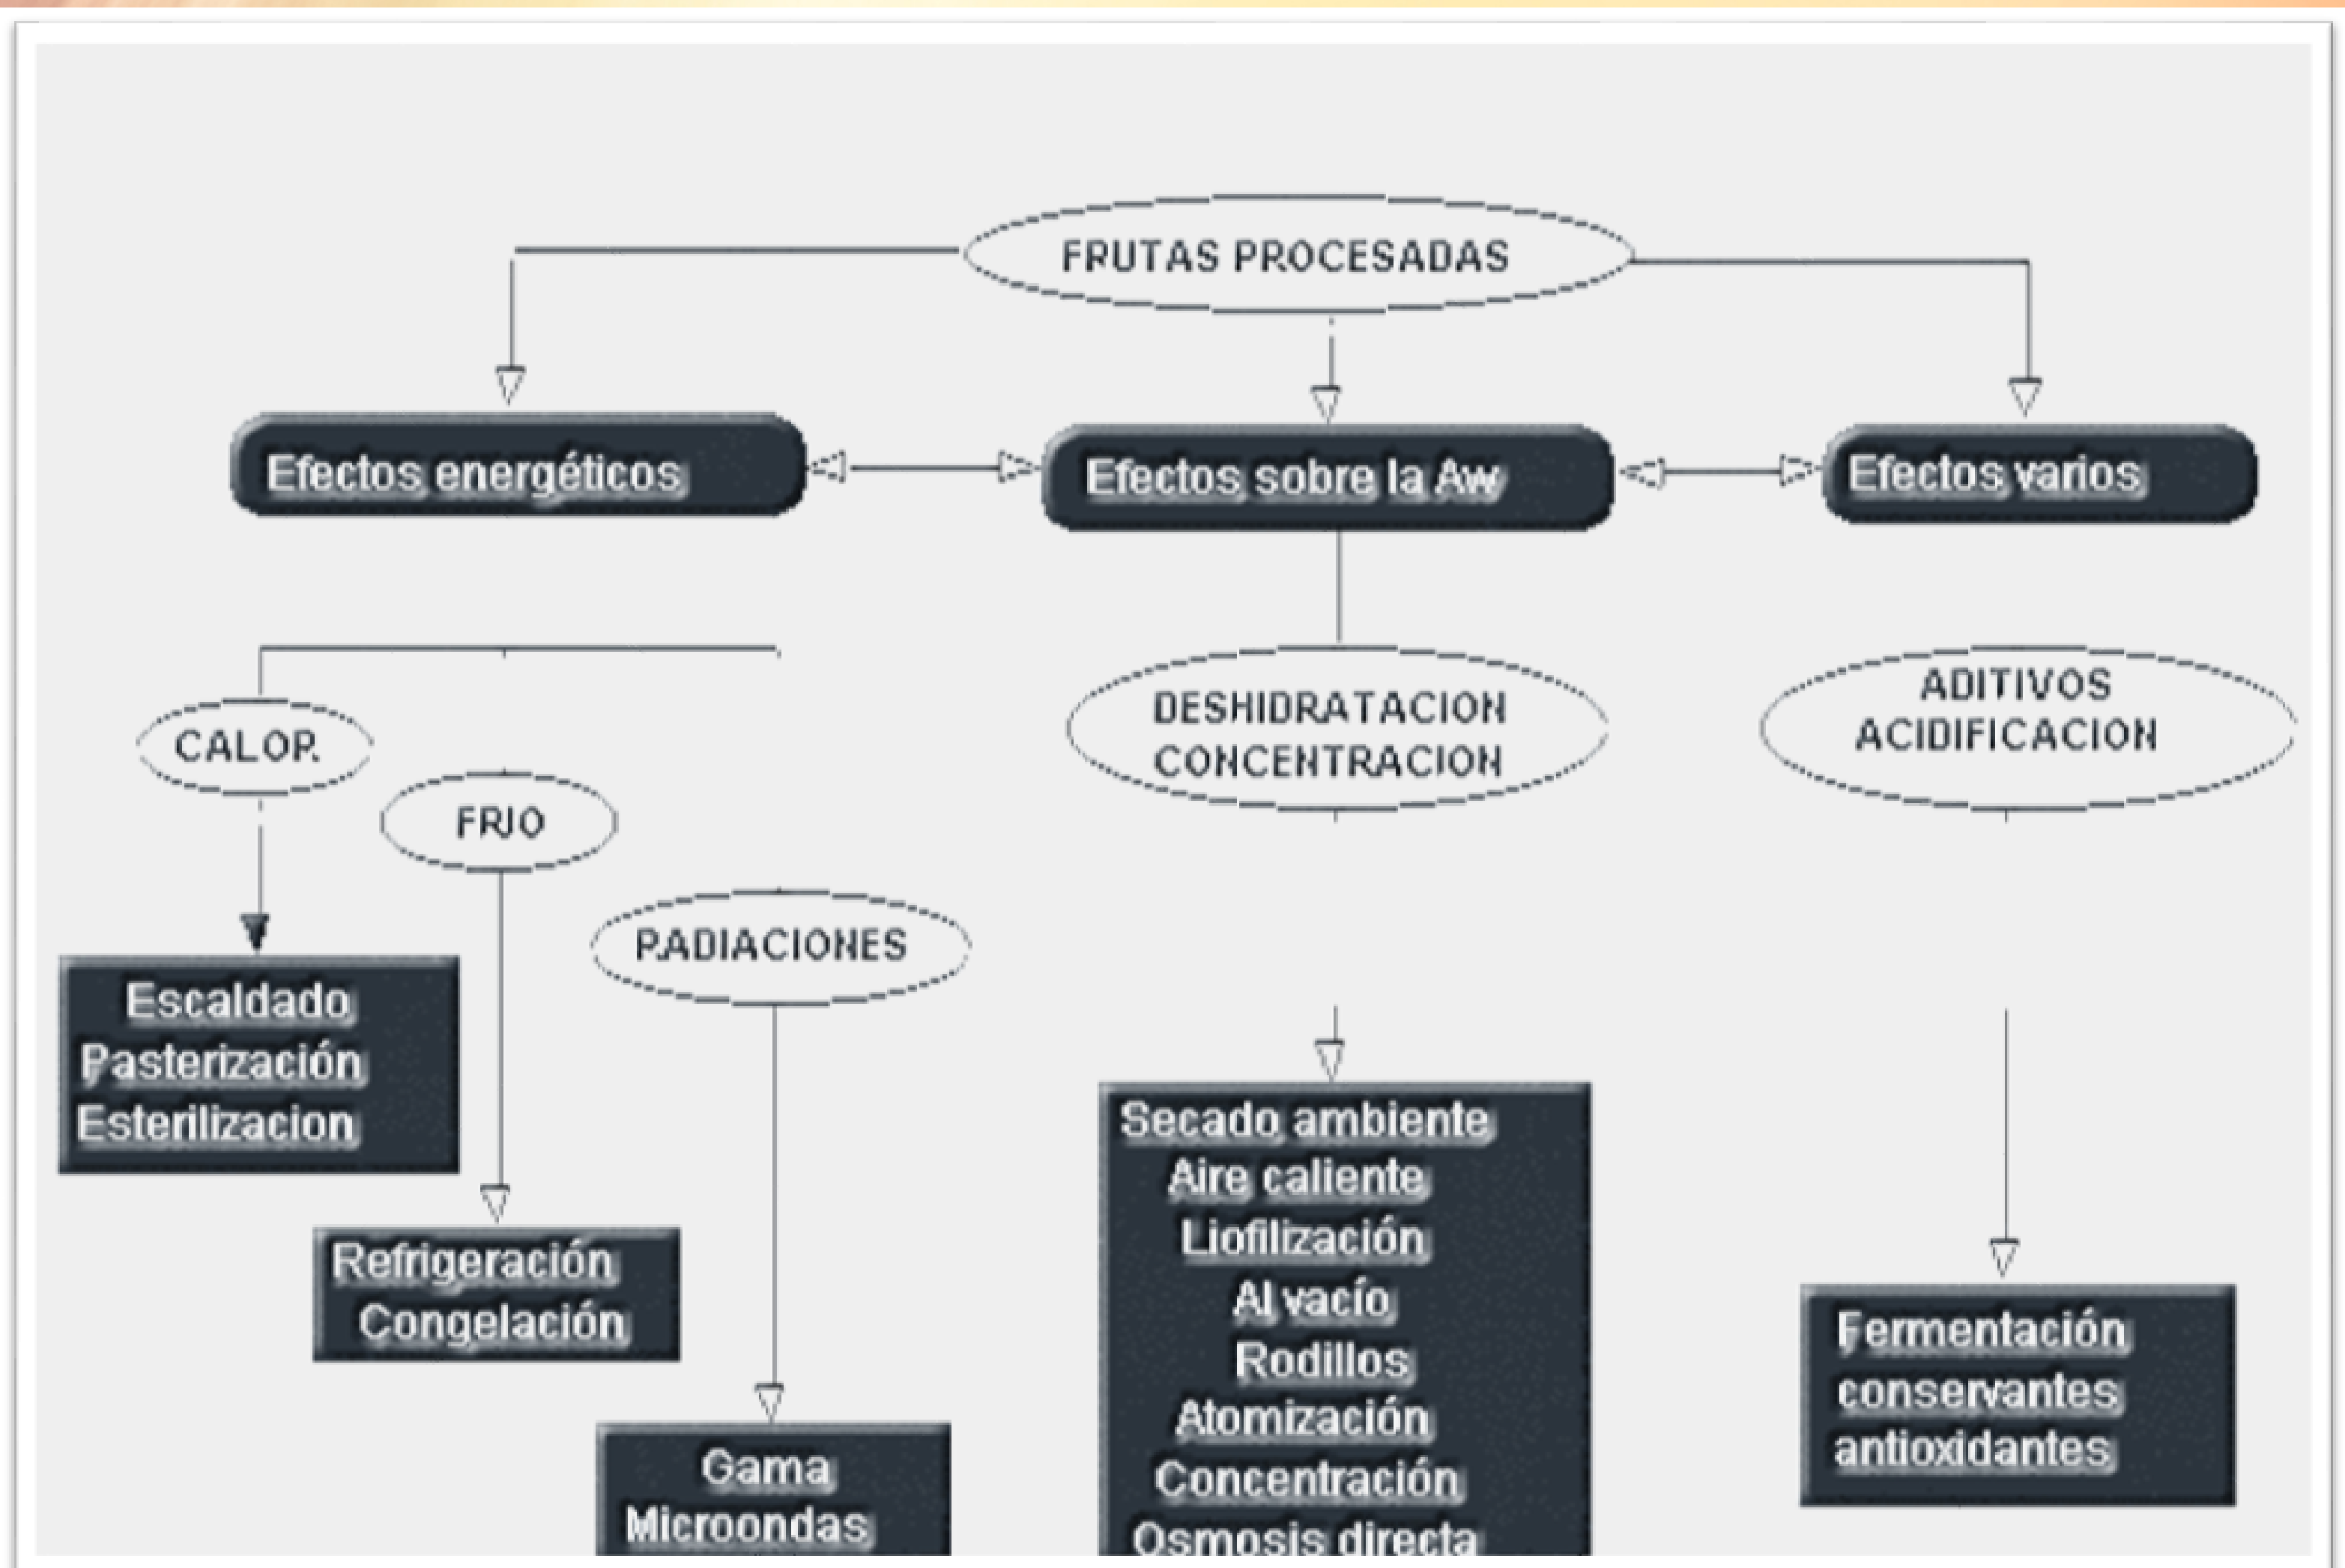 FRUTAS PROCESADAS
Efectos energéticos
Efectos sobre la Aw
Efectos varios
CALOR
FRIO
RADIACIONES
DESHIDRATACION
CONCENTRACION
ADITIVOS
ACIDIFICACION
Escaldado
Pasterización
Esterilizacion
Refrigeración
Congelación
Gama
Microondas
Secado ambiente
Aire caliente
Liofilización
Al vacío
Rodillos
Atomización
Concentración
Osmosis directa
Fermentación
conservantes
antioxidantes